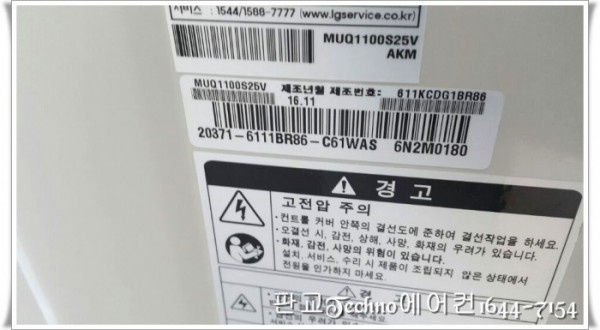 서비스 : 1544/1588-7777 (www.lgservice.co.kr)
MUQ1100S25V
AKM
MUQ1100S25V 제조년월 제조번호: 611KCDG1BR86
16.11
20371-6111BR86-C61WAS 6N2M0180
경 고
고전압 주의
· 컨트롤 커버 안쪽의 결선도에 준하여 결선작업을 하세요.
· 오결선 시, 감전, 상해, 사망, 화재의 우려가 있습니다.
· 화재, 감전, 사망의 위험이 있습니다.
설치, 서비스, 수리 시 제품이 조립되지 않은 상태에서
전원을 인가하지 마세요.
경 고
판고Techno에어컨1644-7154